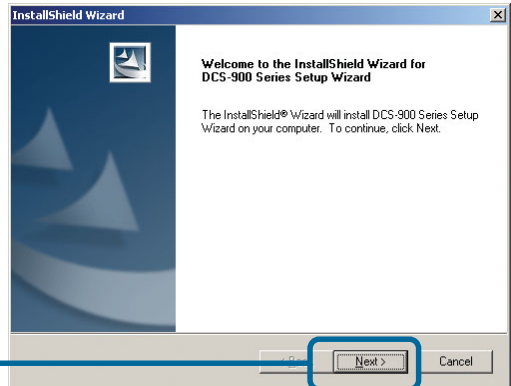 InstallShield Wizard
Welcome to the InstallShield Wizard for
DCS-900 Series Setup Wizard
The InstallShield® Wizard will install DCS-900 Series Setup
Wizard on your computer. To continue, click Next.
Next >
Cancel